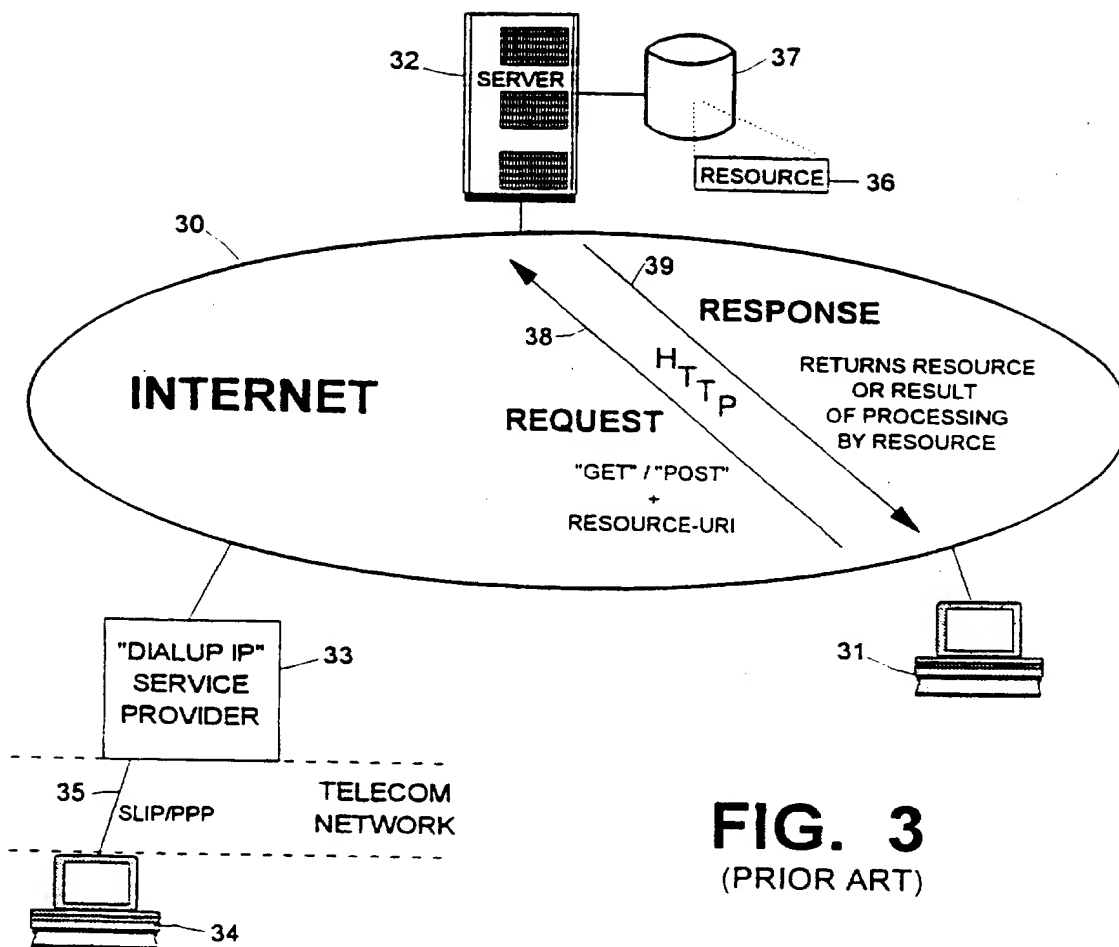 32
SERVER
37
RESOURCE
36
30
39
RESPONSE
38
HTTP
INTERNET
RETURNS RESOURCE
OR RESULT
OF PROCESSING
BY RESOURCE
REQUEST
"GET" / "POST"
+
RESOURCE-URI
"DIALUP IP"
SERVICE
PROVIDER
33
31
35
SLIP/PPP
TELECOM
NETWORK
34
FIG. 3
(PRIOR ART)